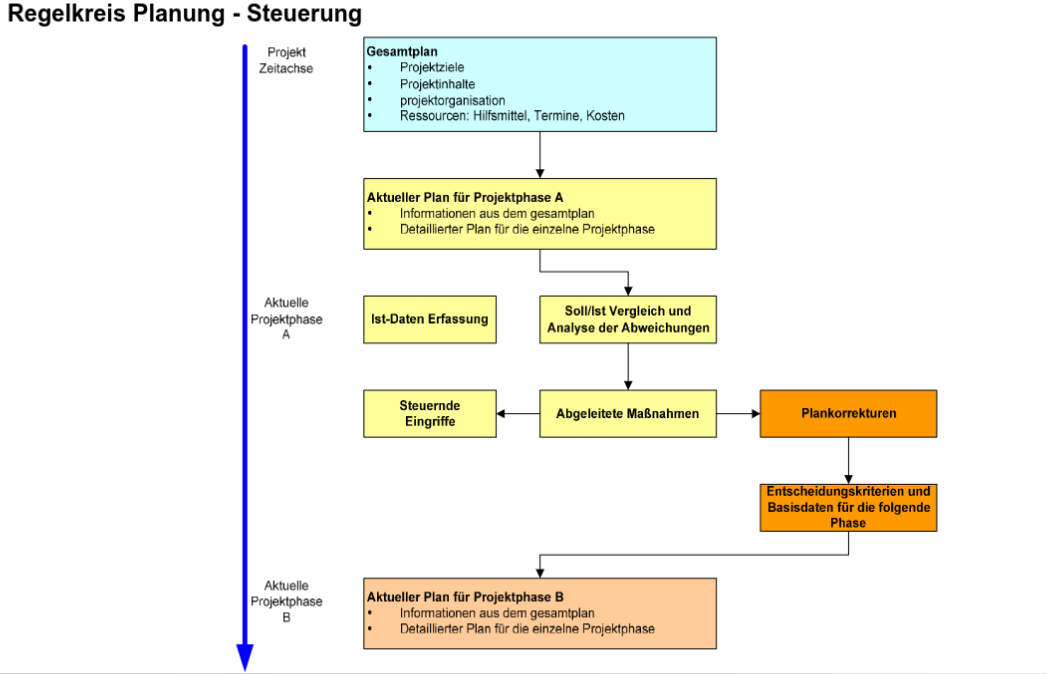 Regelkreis Planung - Steuerung
Projekt
Zeitachse
Gesamtplan
• Projektziele
• Projektinhalte
• projektorganisation
• Ressourcen: Hilfsmittel, Termine, Kosten
Aktueller Plan für Projektphase A
• Informationen aus dem gesamtplan
• Detaillierter Plan für die einzelne Projektphase
Aktuelle
Projektphase
A
Ist-Daten Erfassung
Soll/Ist Vergleich und
Analyse der Abweichungen
Steuernde
Eingriffe
Abgeleitete Maßnahmen
Plankorrekturen
Entscheidungskriterien und
Basisdaten für die folgende
Phase
Aktuelle
Projektphase
B
Aktueller Plan für Projektphase B
• Informationen aus dem gesamtplan
• Detaillierter Plan für die einzelne Projektphase